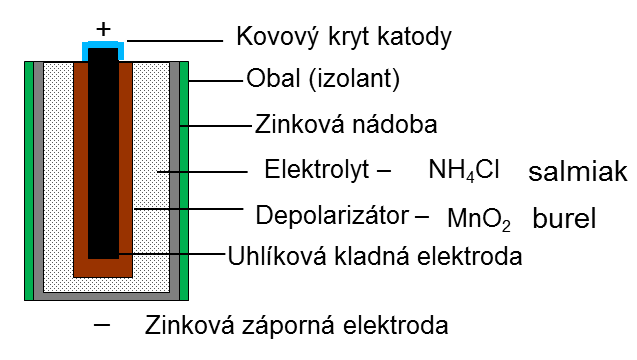 +
Kovový kryt katody
Obal (izolant)
Zinková nádoba
Elektrolyt – NH₄Cl salmiak
Depolarizátor – MnO₂ burel
Uhlíková kladná elektroda
– Zinková záporná elektroda